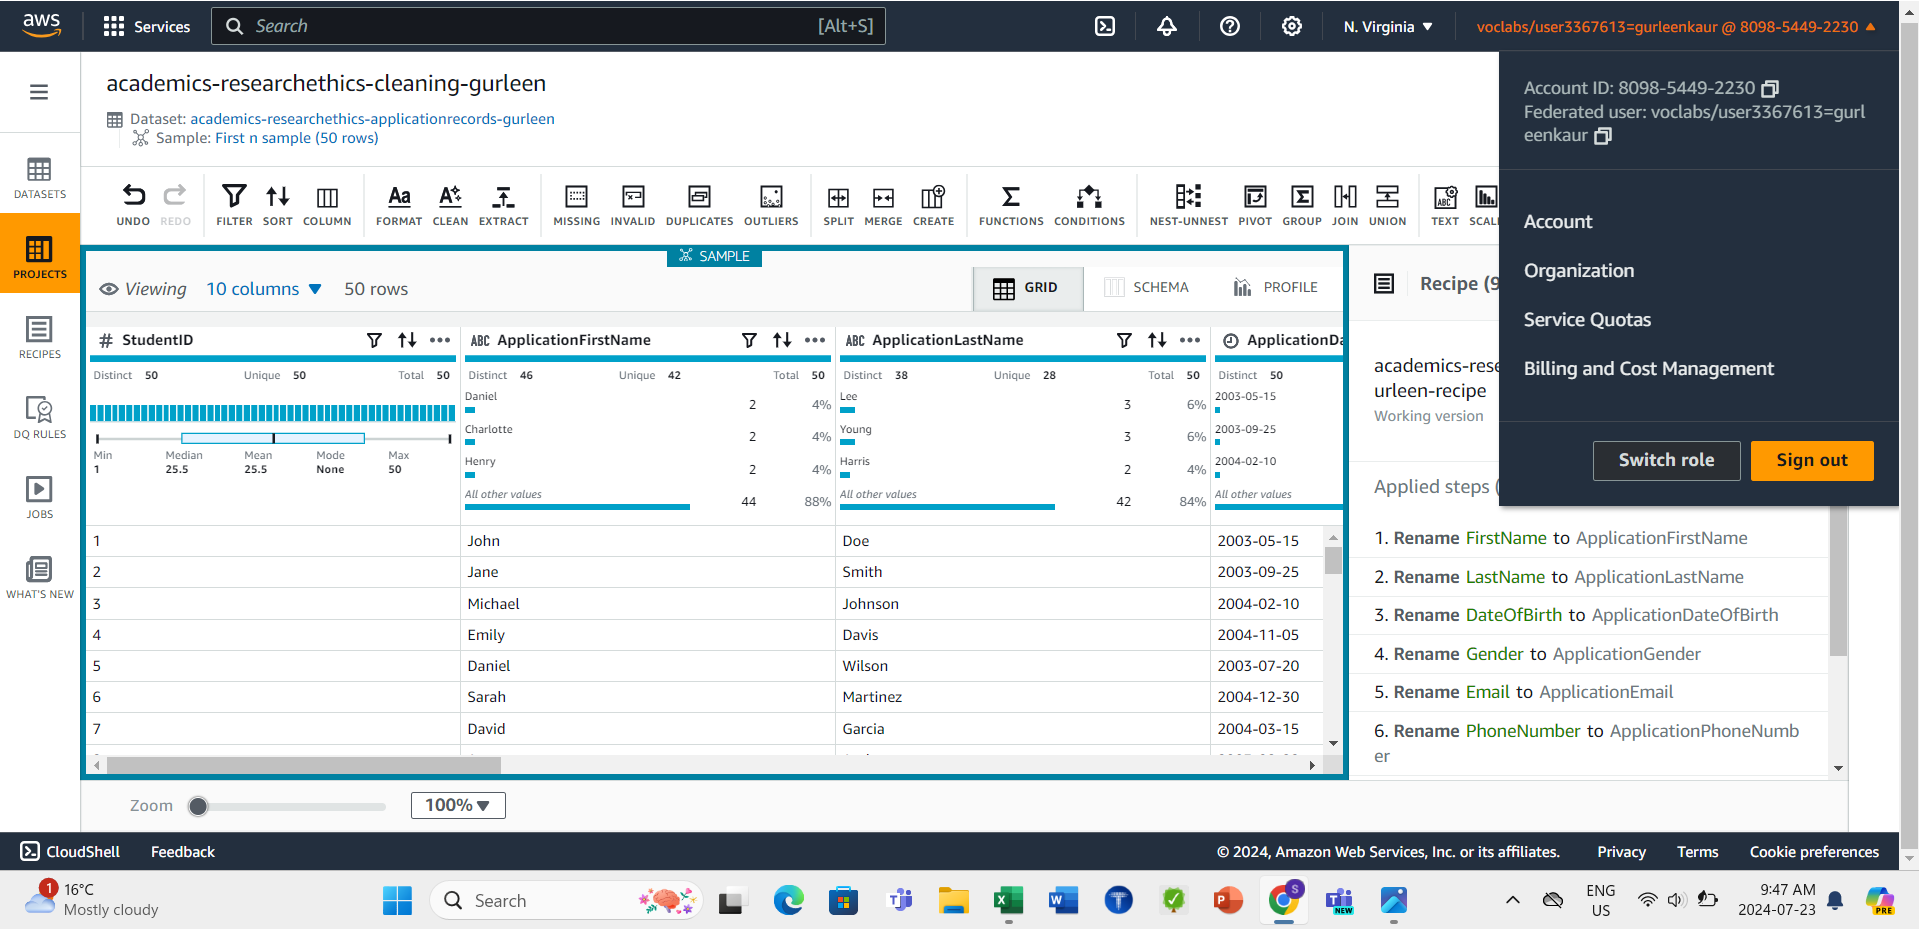 aws
Services
Search
[Alt+S]
N. Virginia
voclabs/user3367613=gurleenkaur @ 8098-5449-2230
Account ID: 8098-5449-2230
Federated user: voclabs/user3367613=gurl
eenkaur
Account
Organization
Service Quotas
Billing and Cost Management
Switch role
Sign out
academics-researchethics-cleaning-gurleen
Dataset: academics-researchethics-applicationrecords-gurleen
Sample: First n sample (50 rows)
DATASETS
PROJECTS
RECIPES
DQ RULES
JOBS
WHAT'S NEW
UNDO REDO FILTER SORT COLUMN FORMAT CLEAN EXTRACT MISSING INVALID DUPLICATES OUTLIERS SPLIT MERGE CREATE FUNCTIONS CONDITIONS NEST-UNNEST PIVOT GROUP JOIN UNION TEXT SCAL
SAMPLE
Viewing 10 columns 50 rows
GRID SCHEMA PROFILE
# StudentID
Distinct 50 Unique 50 Total 50
Min Median Mean Mode Max
1 25.5 25.5 None 50
ABC ApplicationFirstName
Distinct 46 Unique 42 Total 50
Daniel 2 4%
Charlotte 2 4%
Henry 2 4%
All other values 44 88%
ABC ApplicationLastName
Distinct 38 Unique 28 Total 50
Lee 3 6%
Young 3 6%
Harris 2 4%
All other values 42 84%
ApplicationDa
Distinct 50
2003-05-15
2003-09-25
2004-02-10
All other values
1 John Doe 2003-05-15
2 Jane Smith 2003-09-25
3 Michael Johnson 2004-02-10
4 Emily Davis 2004-11-05
5 Daniel Wilson 2003-07-20
6 Sarah Martinez 2004-12-30
7 David Garcia 2004-03-15
Recipe (9
academics-rese
urleen-recipe
Working version
Applied steps (
1. Rename FirstName to ApplicationFirstName
2. Rename LastName to ApplicationLastName
3. Rename DateOfBirth to ApplicationDateOfBirth
4. Rename Gender to ApplicationGender
5. Rename Email to ApplicationEmail
6. Rename PhoneNumber to ApplicationPhoneNumb
er
Zoom 100%
CloudShell Feedback
© 2024, Amazon Web Services, Inc. or its affiliates. Privacy Terms Cookie preferences
1
16°C
Mostly cloudy
Search
NEW
S
ENG
US
9:47 AM
2024-07-23
PRE